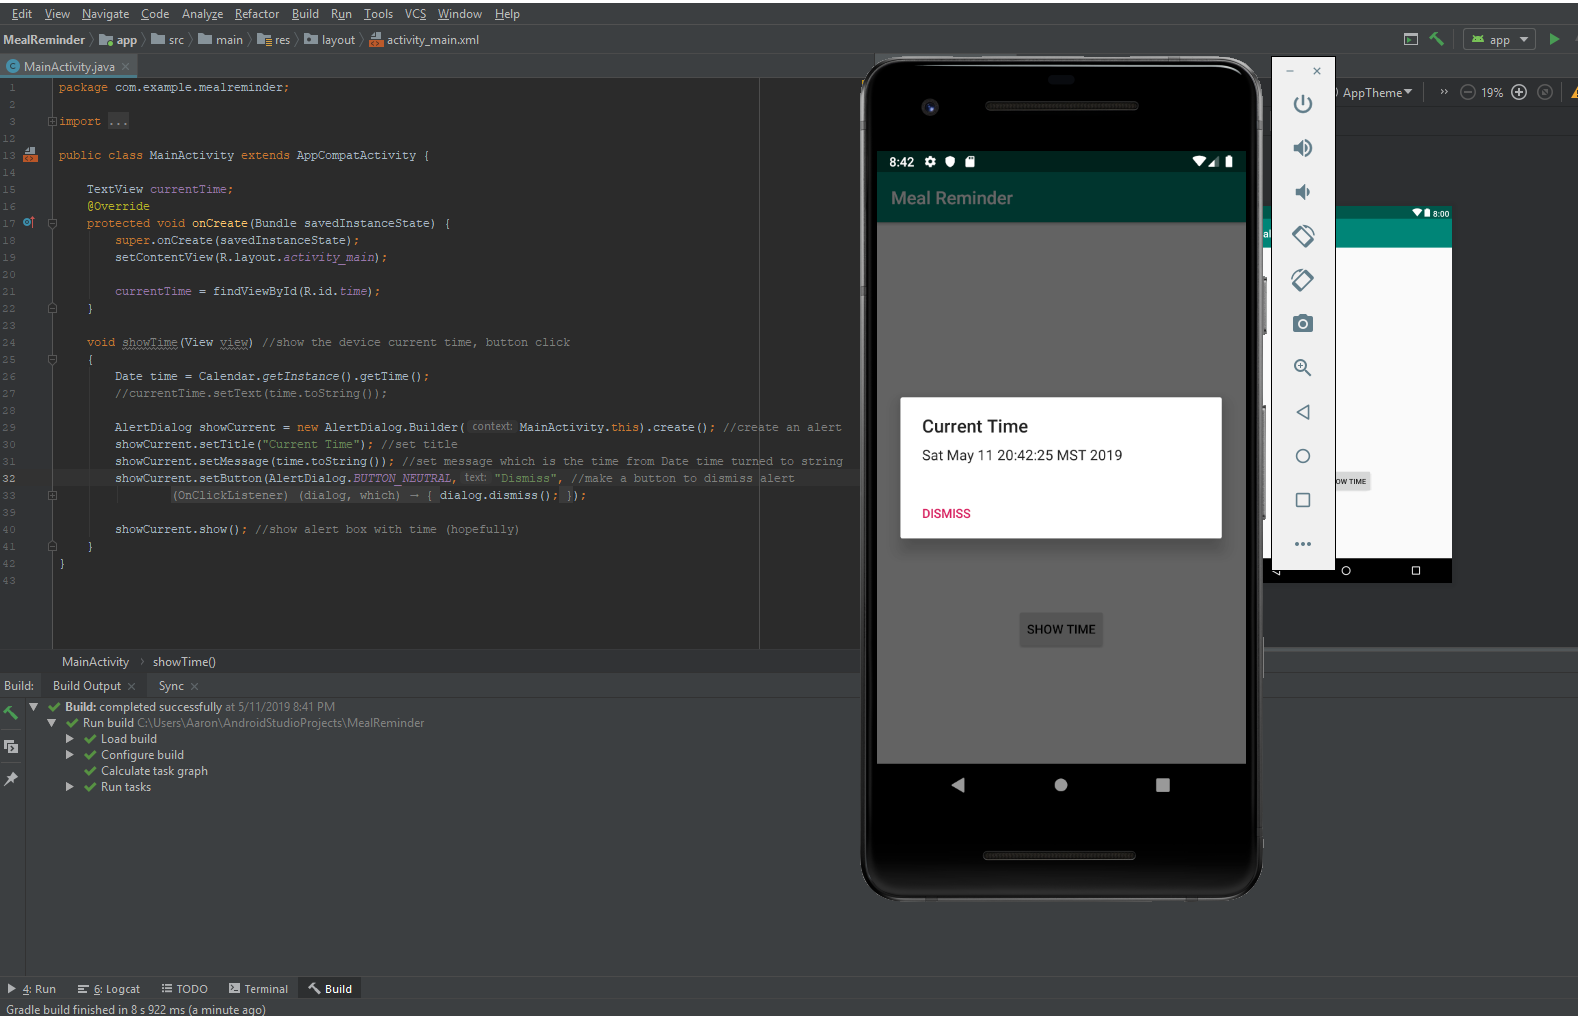 Edit View Navigate Code Analyze Refactor Build Run Tools VCS Window Help
MealReminder app src main res layout activity_main.xml
app
MainActivity.java
AppTheme 19%
1 package com.example.mealreminder;
2
3 import ...
12
13 public class MainActivity extends AppCompatActivity {
14
15 TextView currentTime;
16 @Override
17 protected void onCreate(Bundle savedInstanceState) {
18 super.onCreate(savedInstanceState);
19 setContentView(R.layout.activity_main);
20
21 currentTime = findViewById(R.id.time);
22 }
23
24 void showTime(View view) //show the device current time, button click
25 {
26 Date time = Calendar.getInstance().getTime();
27 //currentTime.setText(time.toString());
28
29 AlertDialog showCurrent = new AlertDialog.Builder( context: MainActivity.this).create(); //create an alert
30 showCurrent.setTitle("Current Time"); //set title
31 showCurrent.setMessage(time.toString()); //set message which is the time from Date time turned to string
32 showCurrent.setButton(AlertDialog.BUTTON_NEUTRAL, text: "Dismiss", //make a button to dismiss alert
33 (OnClickListener) (dialog, which) → { dialog.dismiss(); });
39
40 showCurrent.show(); //show alert box with time (hopefully)
41 }
42 }
43
MainActivity showTime()
8:42
Meal Reminder
Current Time
Sat May 11 20:42:25 MST 2019
DISMISS
SHOW TIME
8:00
al
OW TIME
Build: Build Output Sync
Build: completed successfully at 5/11/2019 8:41 PM
Run build C:\Users\Aaron\AndroidStudioProjects\MealReminder
Load build
Configure build
Calculate task graph
Run tasks
4: Run 6: Logcat TODO Terminal Build
Gradle build finished in 8 s 922 ms (a minute ago)